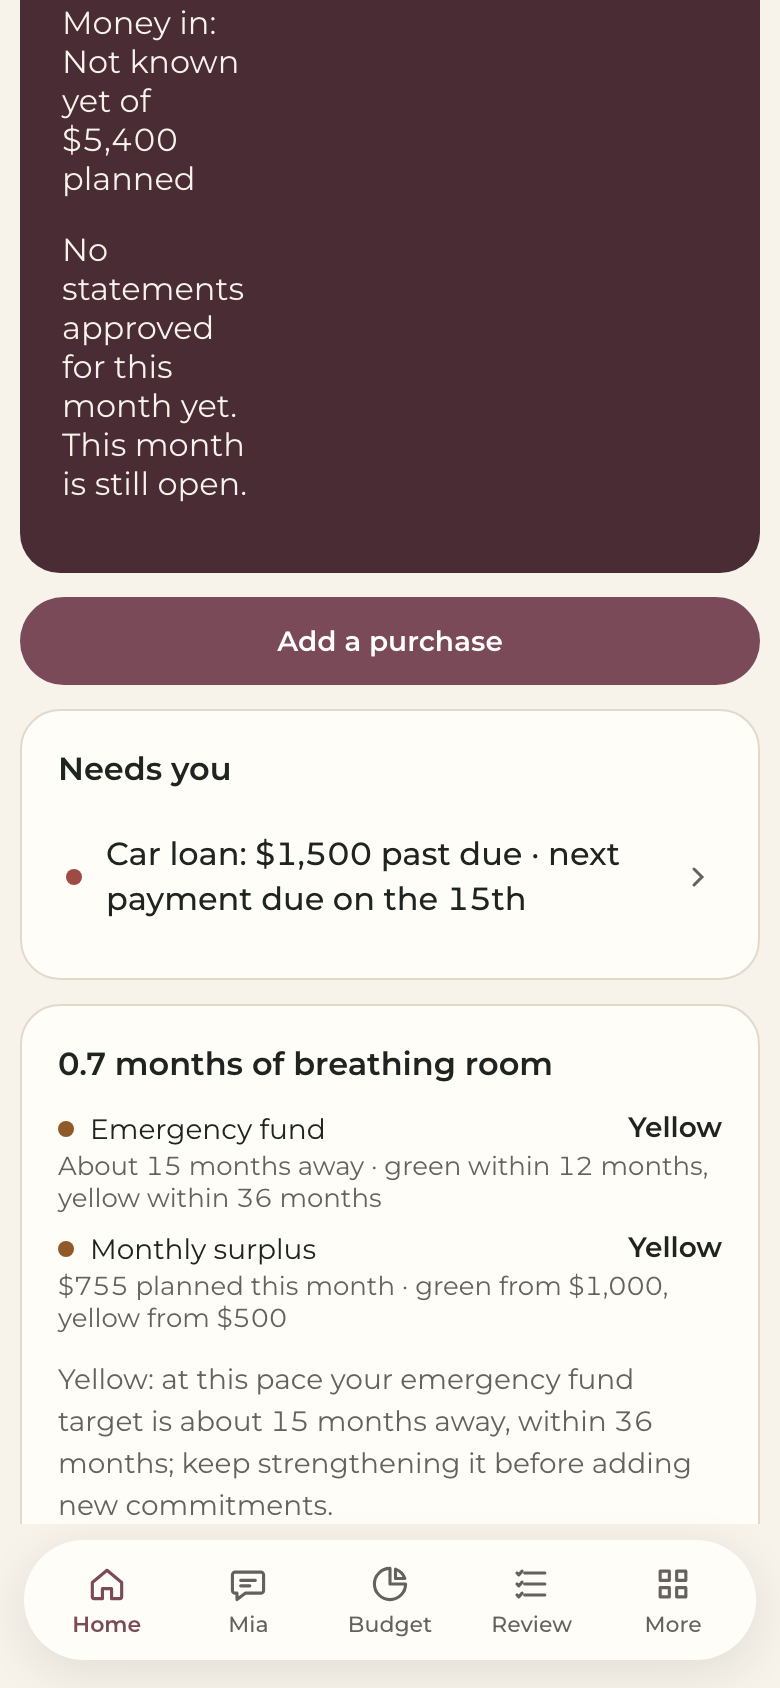 Money in:
Not known
yet of
$5,400
planned
No
statements
approved
for this
month yet.
This month
is still open.
Add a purchase
Needs you
Car loan: $1,500 past due · next
payment due on the 15th
0.7 months of breathing room
Emergency fund Yellow
About 15 months away · green within 12 months,
yellow within 36 months
Monthly surplus Yellow
$755 planned this month · green from $1,000,
yellow from $500
Yellow: at this pace your emergency fund
target is about 15 months away, within 36
months; keep strengthening it before adding
new commitments.
Home Mia Budget Review More